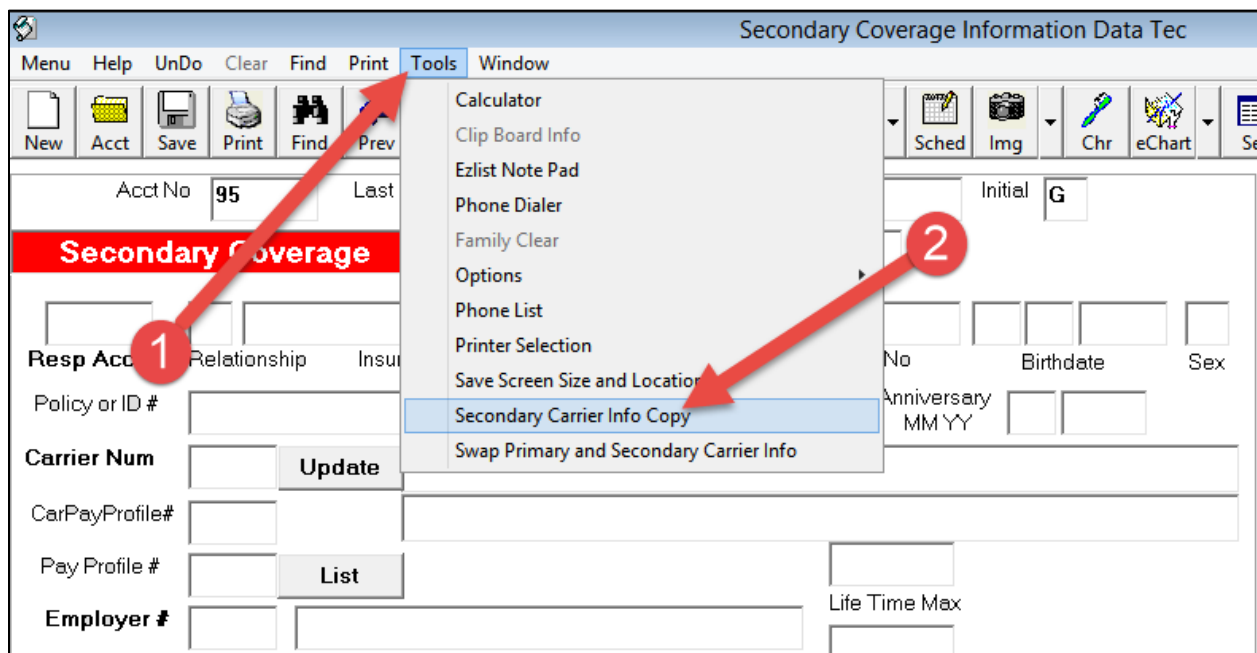 Secondary Coverage Information Data Tec
Menu Help UnDo Clear Find Print Tools Window
New Acct Save Print Find Prev Sched Img Chr eChart
Calculator
Clip Board Info
Ezlist Note Pad
Phone Dialer
Family Clear
Options
Phone List
Printer Selection
Save Screen Size and Location
Secondary Carrier Info Copy
Swap Primary and Secondary Carrier Info
Acct No 95 Last Initial G
Secondary Coverage
1
2
Resp Acc Relationship Insu No Birthdate Sex
Policy or ID # Anniversary
MM YY
Carrier Num Update
CarPayProfile#
Pay Profile # List
Life Time Max
Employer #